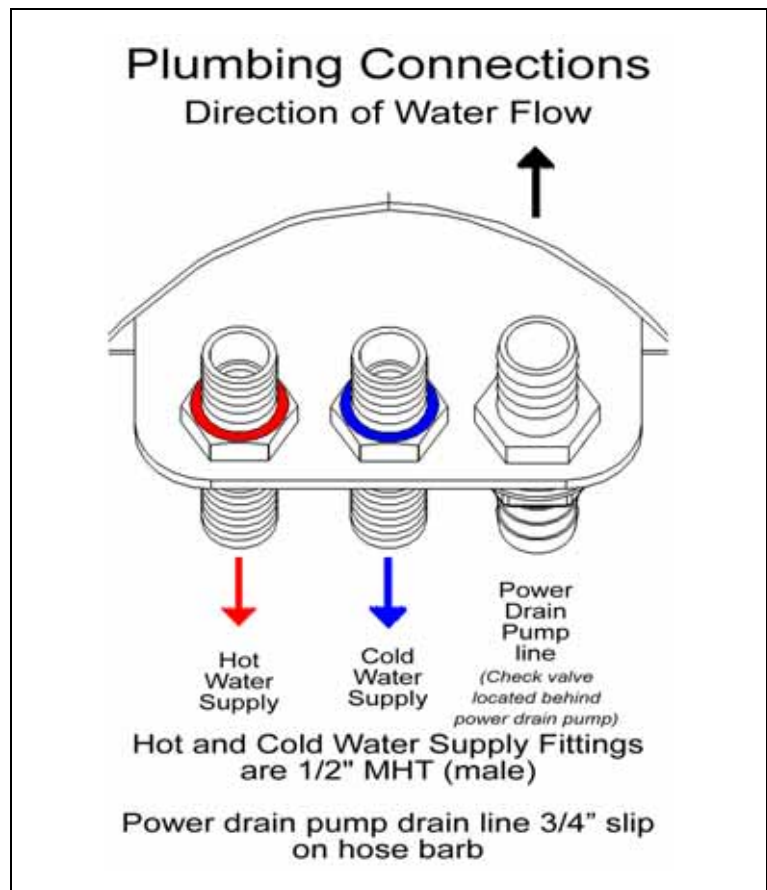 Plumbing Connections
Direction of Water Flow
Hot
Water
Supply
Cold
Water
Supply
Power
Drain
Pump
line
(Check valve
located behind
power drain pump)
Hot and Cold Water Supply Fittings
are 1/2" MHT (male)
Power drain pump drain line 3/4” slip
on hose barb